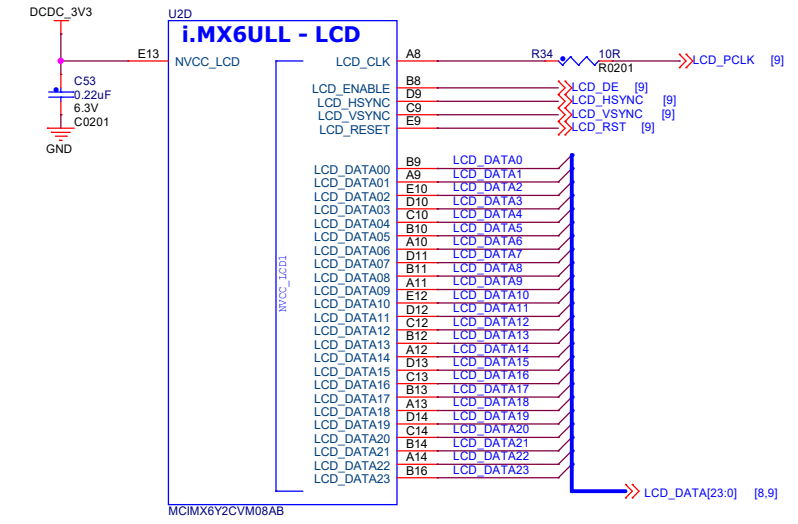 DCDC_3V3
U2D
i.MX6ULL - LCD
E13 NVCC_LCD LCD_CLK A8 R34 10R LCD_PCLK [9]
R0201
C53
0.22uF
6.3V
C0201
GND
LCD_ENABLE B8 LCD_DE [9]
LCD_HSYNC D9 LCD_HSYNC [9]
LCD_VSYNC C9 LCD_VSYNC [9]
LCD_RESET E9 LCD_RST [9]
NVCC_LCD1
LCD_DATA00 B9 LCD_DATA0
LCD_DATA01 A9 LCD_DATA1
LCD_DATA02 E10 LCD_DATA2
LCD_DATA03 D10 LCD_DATA3
LCD_DATA04 C10 LCD_DATA4
LCD_DATA05 B10 LCD_DATA5
LCD_DATA06 A10 LCD_DATA6
LCD_DATA07 D11 LCD_DATA7
LCD_DATA08 B11 LCD_DATA8
LCD_DATA09 A11 LCD_DATA9
LCD_DATA10 E12 LCD_DATA10
LCD_DATA11 D12 LCD_DATA11
LCD_DATA12 C12 LCD_DATA12
LCD_DATA13 B12 LCD_DATA13
LCD_DATA14 A12 LCD_DATA14
LCD_DATA15 D13 LCD_DATA15
LCD_DATA16 C13 LCD_DATA16
LCD_DATA17 B13 LCD_DATA17
LCD_DATA18 A13 LCD_DATA18
LCD_DATA19 D14 LCD_DATA19
LCD_DATA20 C14 LCD_DATA20
LCD_DATA21 B14 LCD_DATA21
LCD_DATA22 A14 LCD_DATA22
LCD_DATA23 B16 LCD_DATA23
LCD_DATA[23:0] [8,9]
MCIMX6Y2CVM08AB